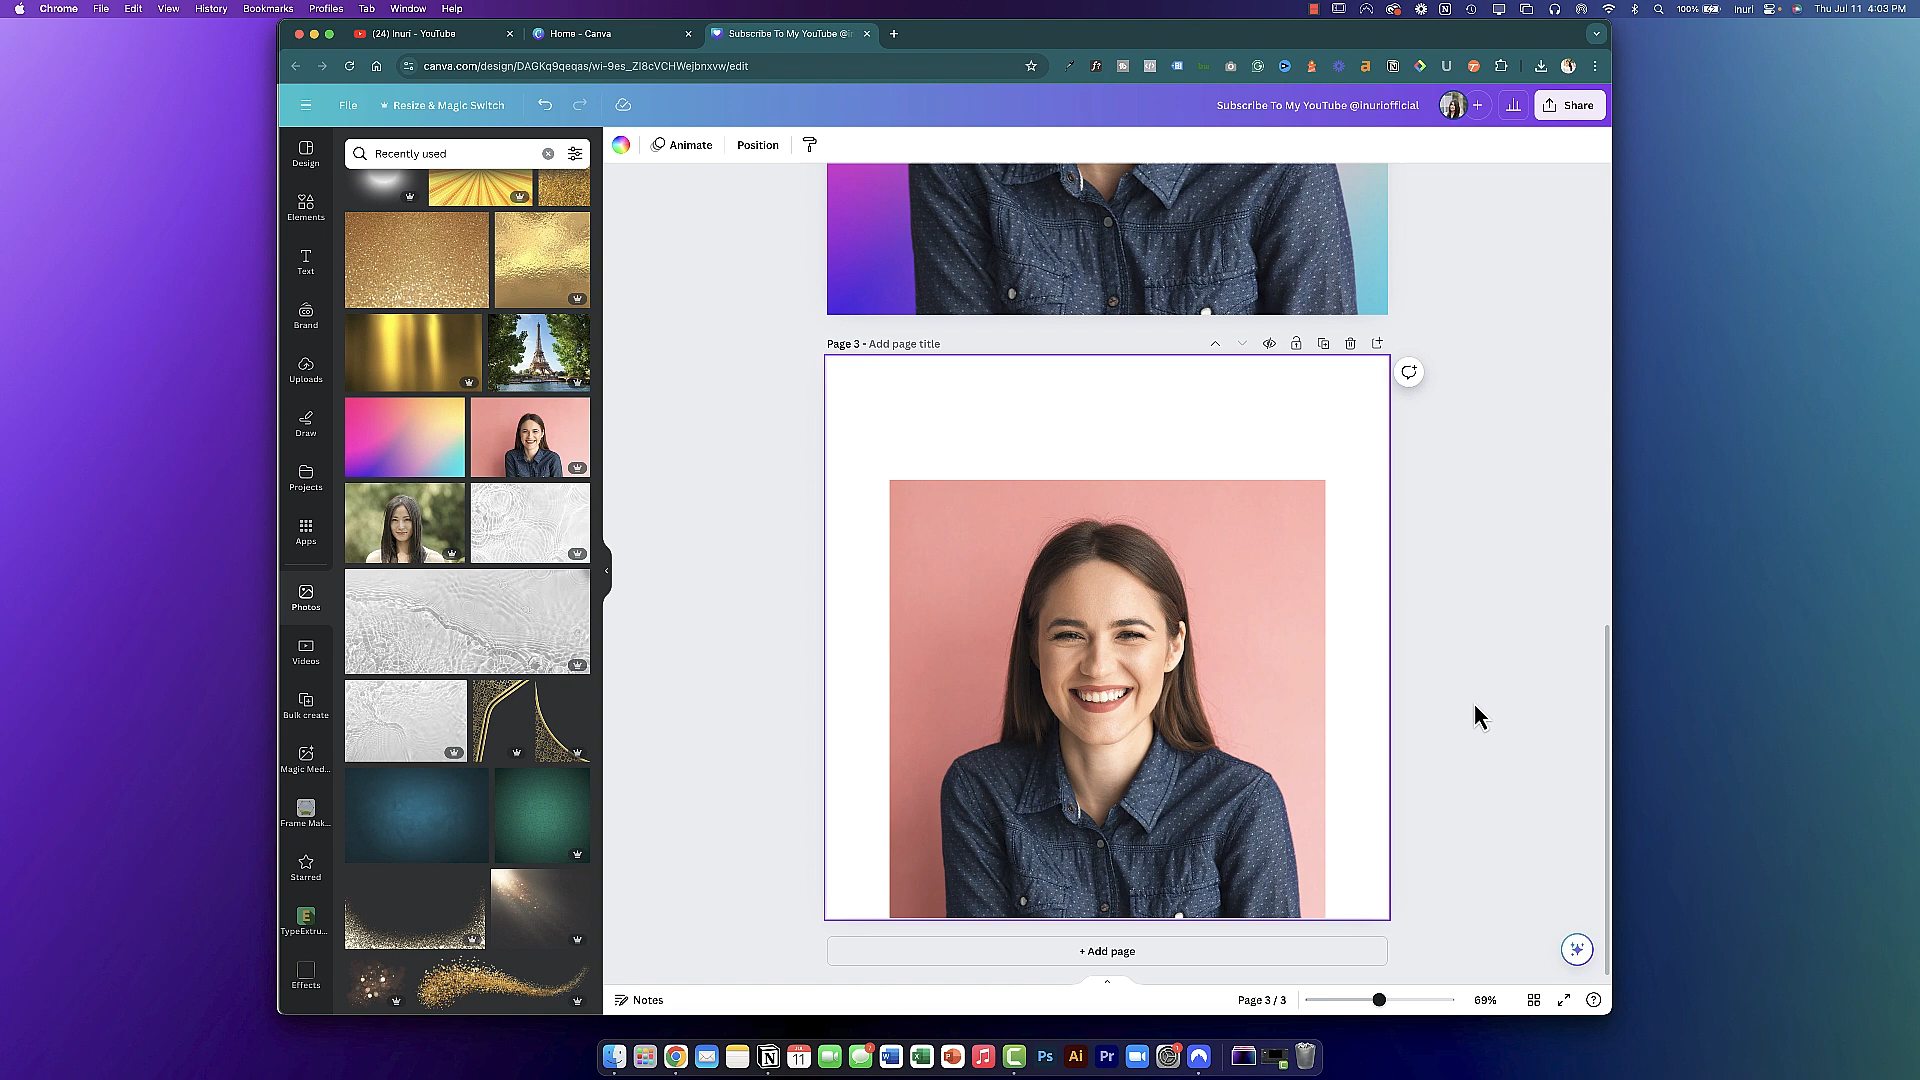 Chrome File Edit View History Bookmarks Profiles Tab Window Help
100% Inuri Thu Jul 11 4:03 PM
(24) Inuri - YouTube
Home - Canva
Subscribe To My YouTube @in
canva.com/design/DAGKq9qeqas/wi-9es_ZI8cVCHWejbnxvw/edit
File
Resize & Magic Switch
Subscribe To My YouTube @inuriofficial
Share
Design
Elements
Text
Brand
Uploads
Draw
Projects
Apps
Photos
Videos
Bulk create
Magic Med...
Frame Mak...
Starred
TypeExtru...
Effects
Recently used
Animate
Position
Page 3 - Add page title
+ Add page
Notes
Page 3 / 3
69%
JUL
11
Ps
Ai
Pr